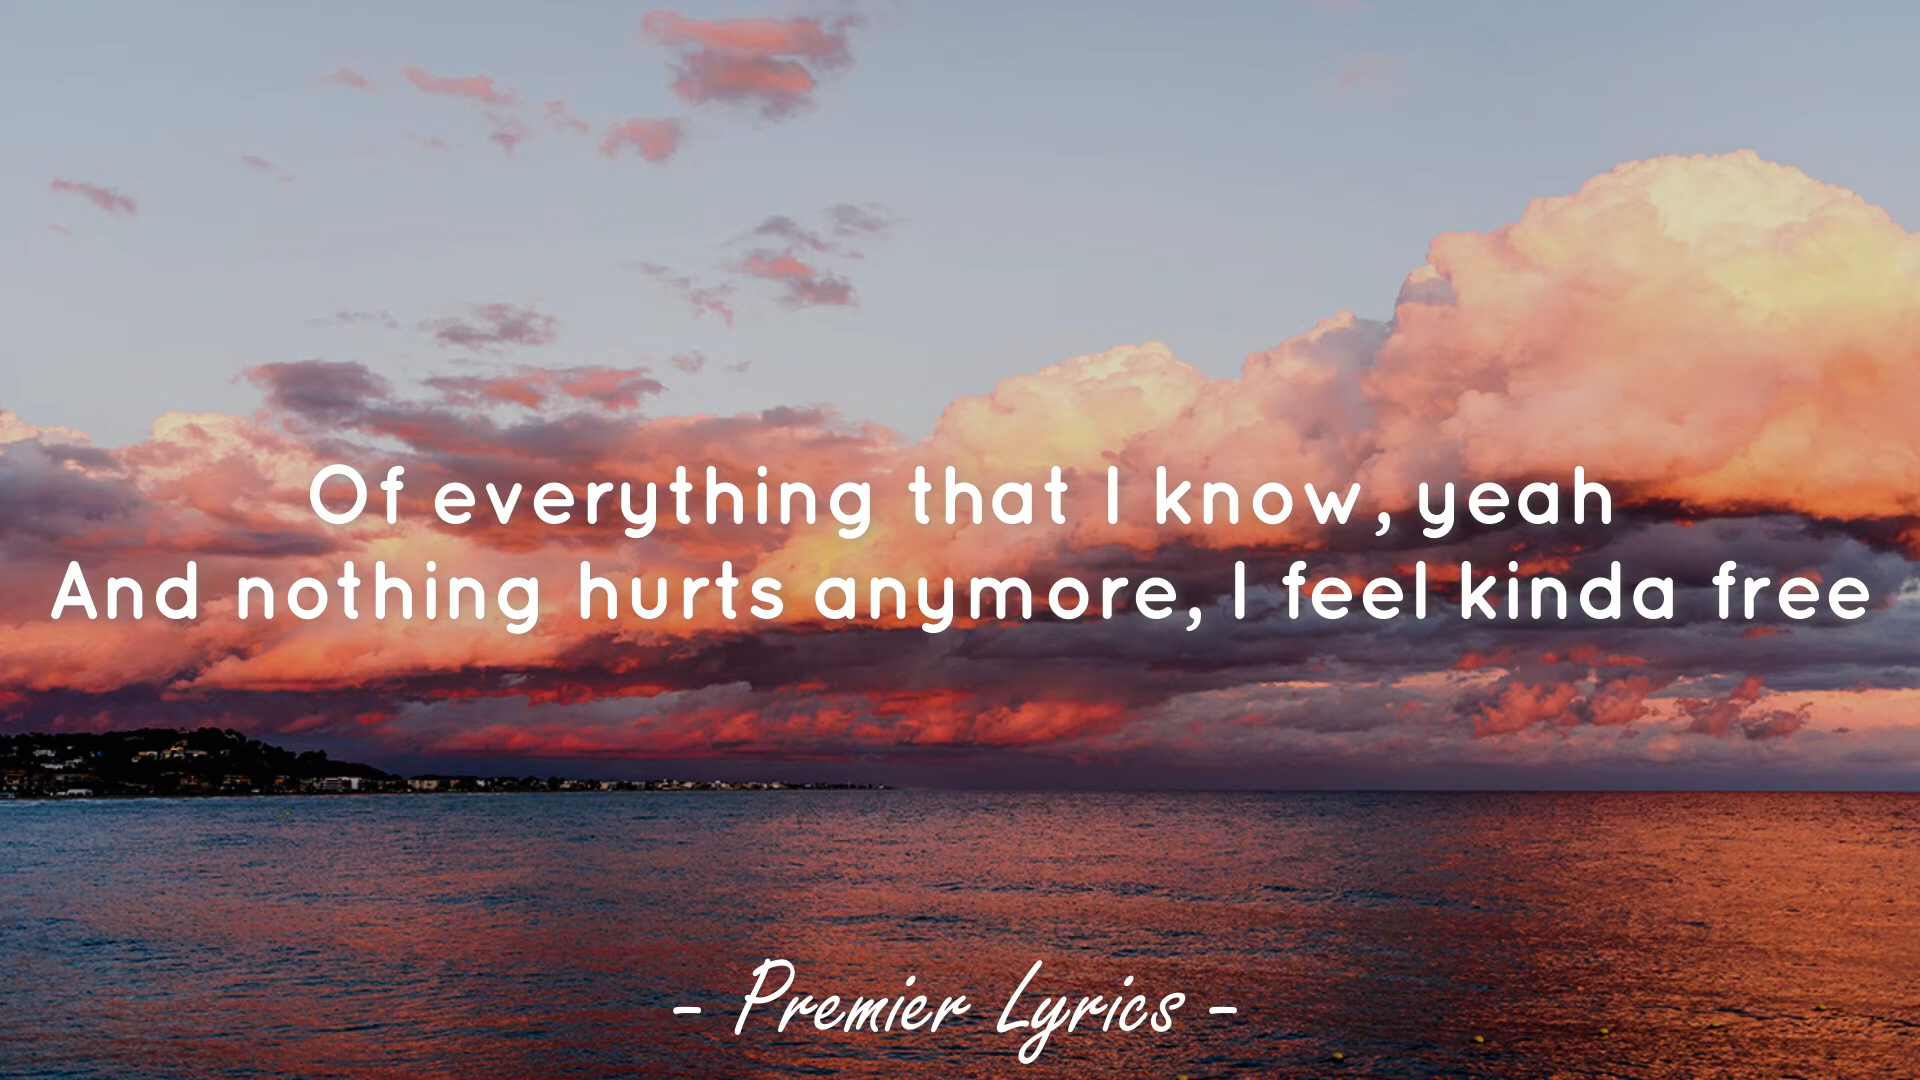 Of everything that I know, yeah
And nothing hurts anymore, I feel kinda free
- Premier Lyrics -